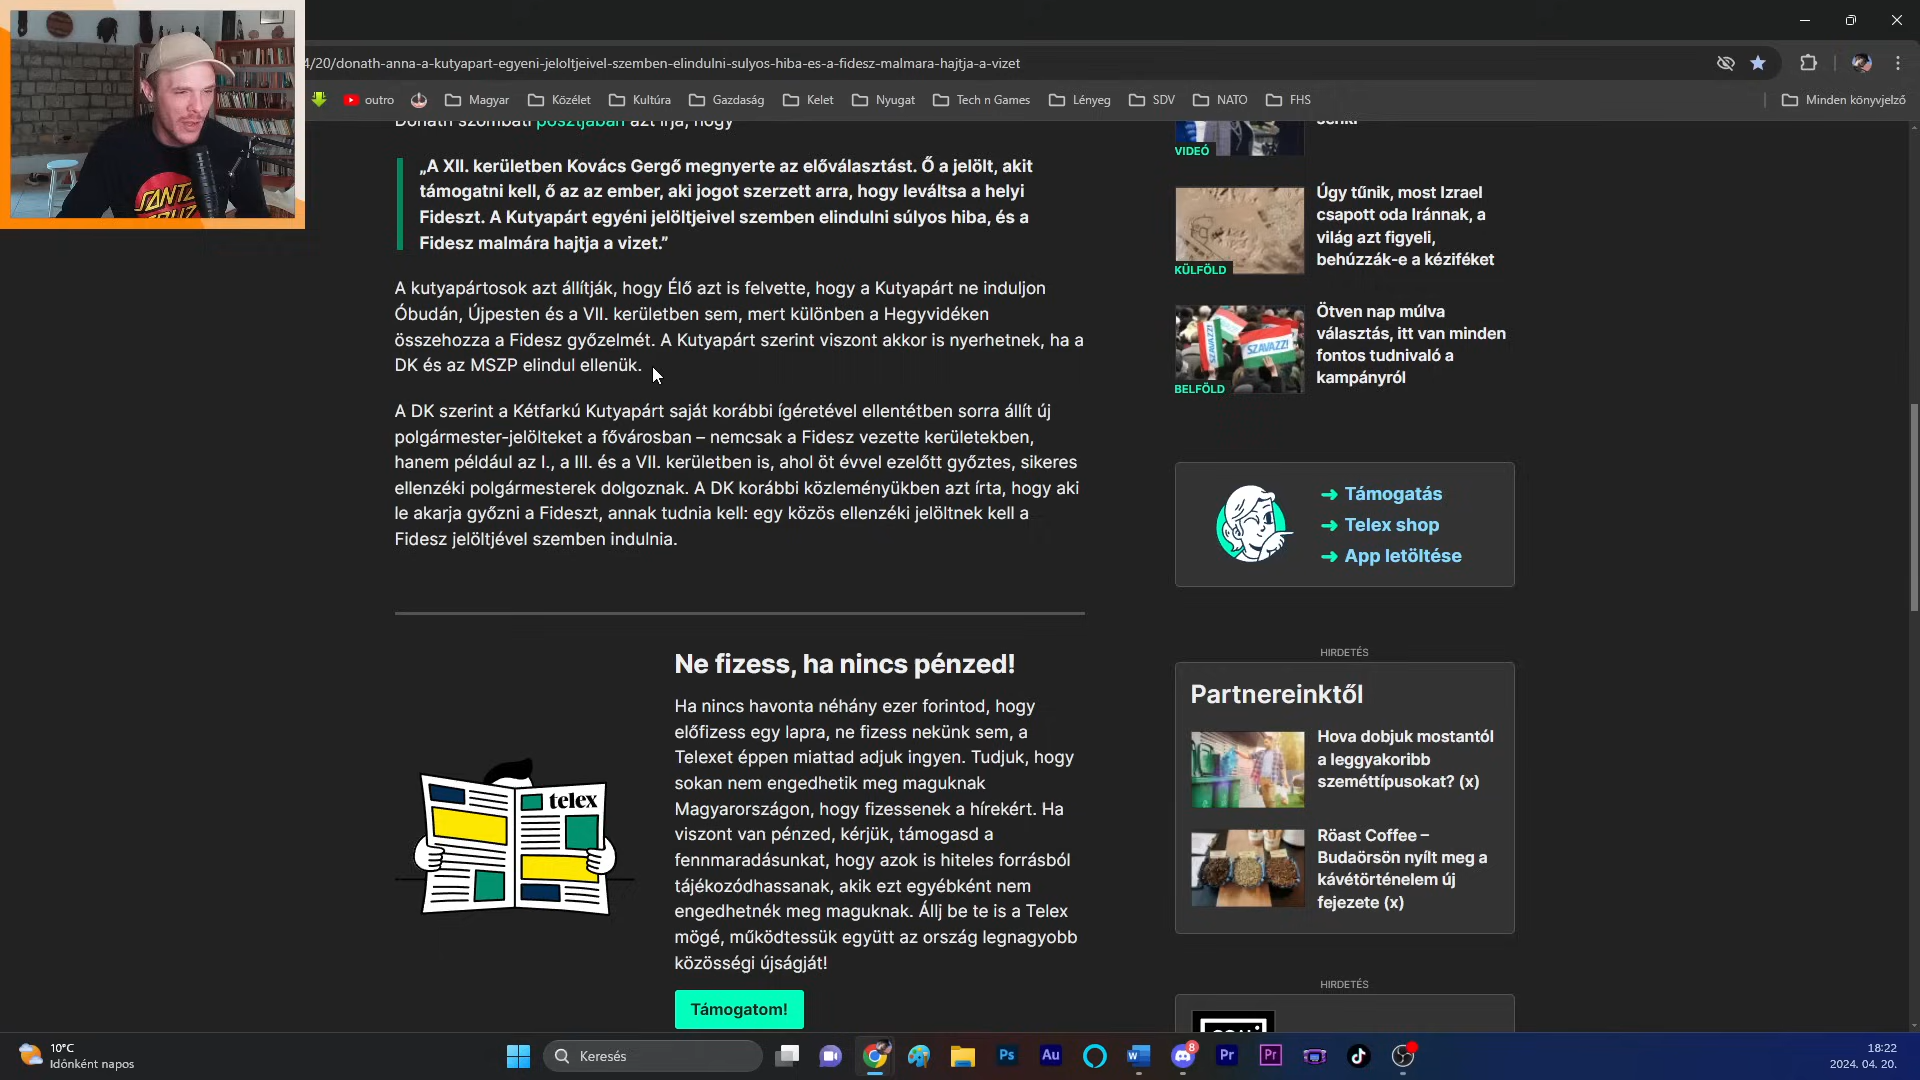 4/20/donath-anna-a-kutyapart-egyeni-jeloltjeivel-szemben-elindulni-sulyos-hiba-es-a-fidesz-malmara-hajtja-a-vizet
outro
Magyar
Közélet
Kultúra
Gazdaság
Kelet
Nyugat
Tech n Games
Lényeg
SDV
NATO
FHS
Minden könyvjelző
SANTA
CRUZ
Donáth szombati posztjában azt írja, hogy
„A XII. kerületben Kovács Gergő megnyerte az előválasztást. Ő a jelölt, akit
támogatni kell, ő az az ember, aki jogot szerzett arra, hogy leváltsa a helyi
Fideszt. A Kutyapárt egyéni jelöltjeivel szemben elindulni súlyos hiba, és a
Fidesz malmára hajtja a vizet.”
A kutyapártosok azt állítják, hogy Élő azt is felvette, hogy a Kutyapárt ne induljon
Óbudán, Újpesten és a VII. kerületben sem, mert különben a Hegyvidéken
összehozza a Fidesz győzelmét. A Kutyapárt szerint viszont akkor is nyerhetnek, ha a
DK és az MSZP elindul ellenük.
A DK szerint a Kétfarkú Kutyapárt saját korábbi ígéretével ellentétben sorra állít új
polgármester-jelölteket a fővárosban – nemcsak a Fidesz vezette kerületekben,
hanem például az I., a III. és a VII. kerületben is, ahol öt évvel ezelőtt győztes, sikeres
ellenzéki polgármesterek dolgoznak. A DK korábbi közleményükben azt írta, hogy aki
le akarja győzni a Fideszt, annak tudnia kell: egy közös ellenzéki jelöltnek kell a
Fidesz jelöltjével szemben indulnia.
telex
Ne fizess, ha nincs pénzed!
Ha nincs havonta néhány ezer forintod, hogy
előfizess egy lapra, ne fizess nekünk sem, a
Telexet éppen miattad adjuk ingyen. Tudjuk, hogy
sokan nem engedhetik meg maguknak
Magyarországon, hogy fizessenek a hírekért. Ha
viszont van pénzed, kérjük, támogasd a
fennmaradásunkat, hogy azok is hiteles forrásból
tájékozódhassanak, akik ezt egyébként nem
engedhetnék meg maguknak. Állj be te is a Telex
mögé, működtessük együtt az ország legnagyobb
közösségi újságját!
Támogatom!
senki
VIDEÓ
Úgy tűnik, most Izrael
csapott oda Iránnak, a
világ azt figyeli,
behúzzák-e a kéziféket
KÜLFÖLD
Ötven nap múlva
választás, itt van minden
fontos tudnivaló a
kampányról
SZAVAZZ!
SZAVAZZ!
BELFÖLD
Támogatás
Telex shop
App letöltése
HIRDETÉS
Partnereinktől
Hova dobjuk mostantól
a leggyakoribb
szeméttípusokat? (x)
Röast Coffee –
Budaörsön nyílt meg a
kávétörténelem új
fejezete (x)
HIRDETÉS
10°C
Időnként napos
Keresés
Ps
Au
8
Pr
Pr
18:22
2024. 04. 20.